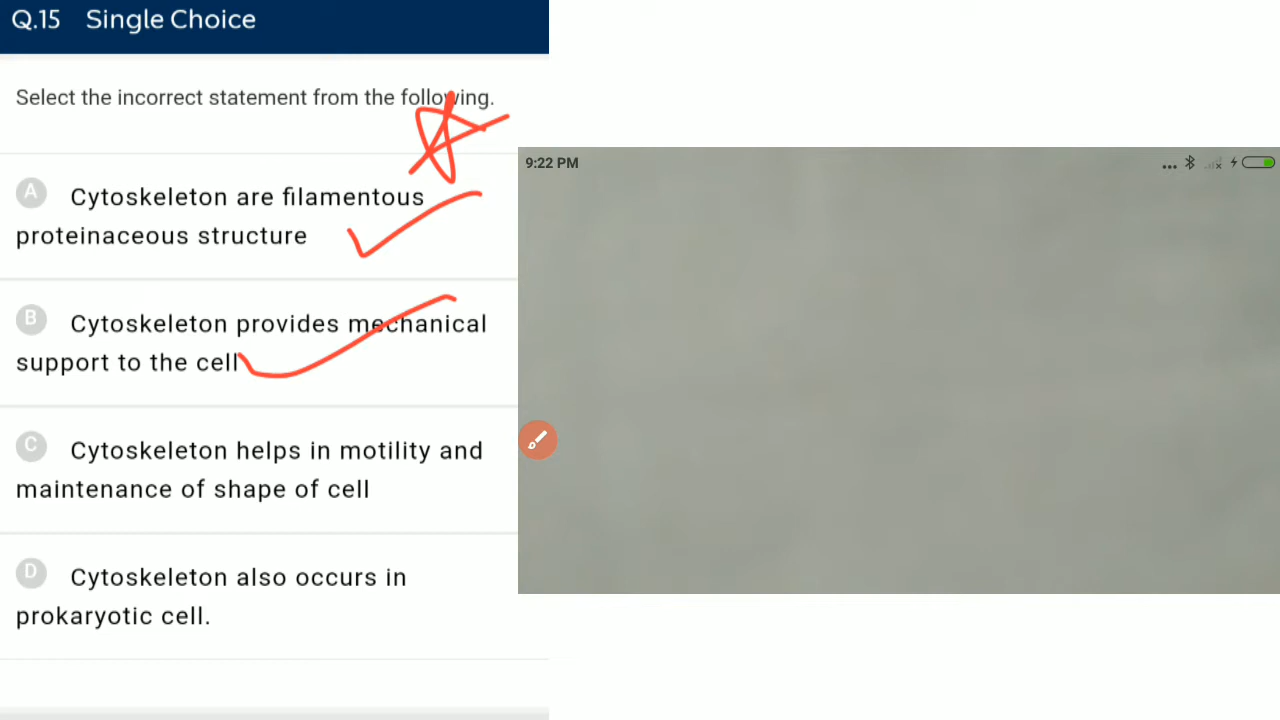 Q.15 Single Choice
Select the incorrect statement from the following.
A Cytoskeleton are filamentous
proteinaceous structure
9:22 PM
B Cytoskeleton provides mechanical
support to the cell
C Cytoskeleton helps in motility and
maintenance of shape of cell
D Cytoskeleton also occurs in
prokaryotic cell.